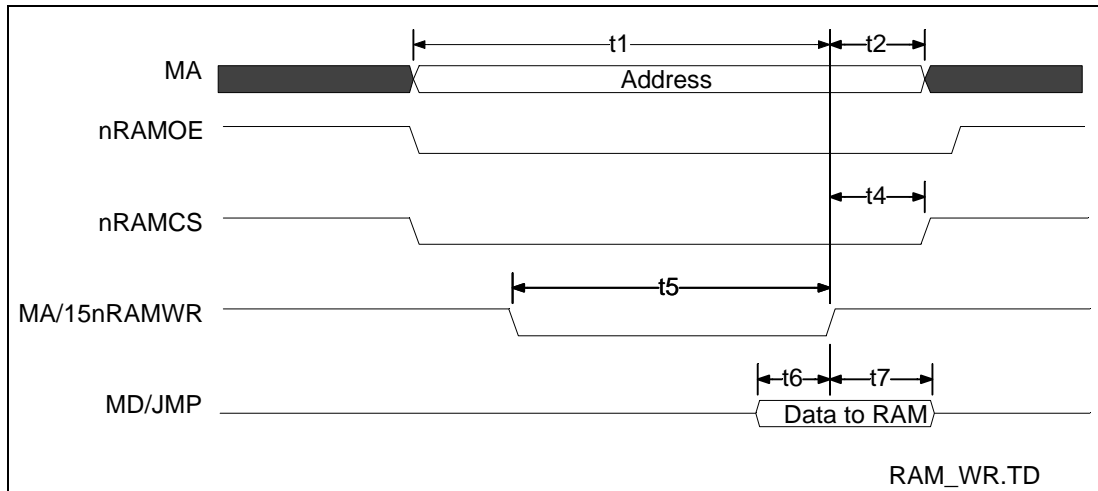 t1
t2
MA
Address
nRAMOE
t4
nRAMCS
t5
MA/15nRAMWR
t6
t7
MD/JMP
Data to RAM
RAM_WR.TD